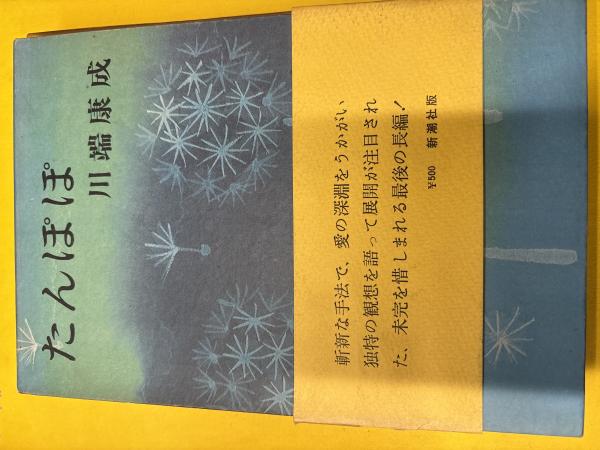 たんぽぽ
川端康成
斬新な手法で、愛の深淵をうかがい
独特の観想を語って展開が注目され
た、未完を惜しまれる最後の長編!
¥500 新潮社版